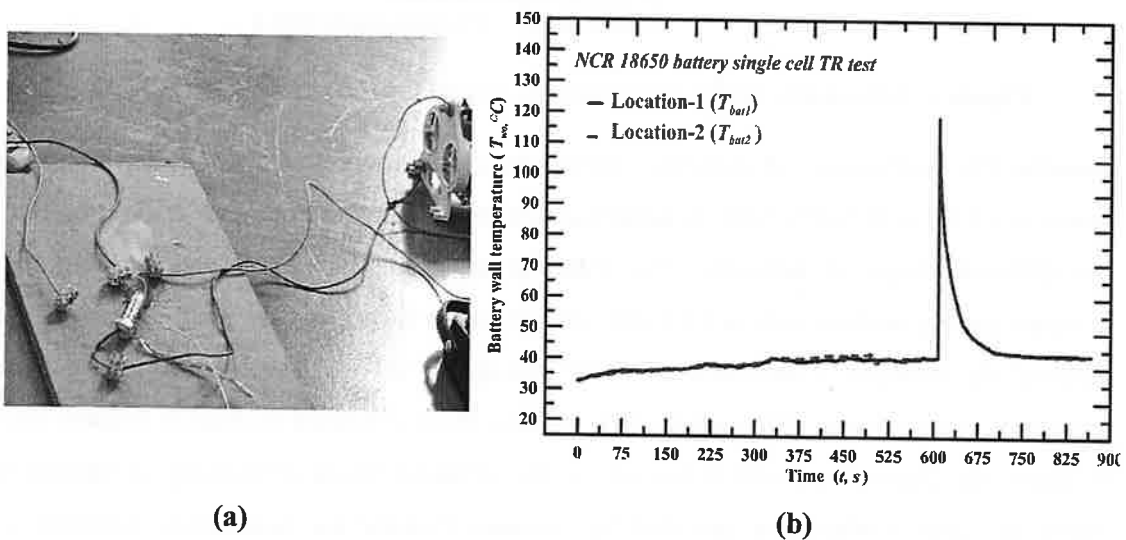 150
140
130
120
110
100
90
80
70
60
50
40
30
20
Battery wall temperature (T_wo, °C)
NCR 18650 battery single cell TR test
Location-1 (T_bat1)
Location-2 (T_bat2)
0 75 150 225 300 375 450 525 600 675 750 825 900
Time (t, s)
(a)
(b)